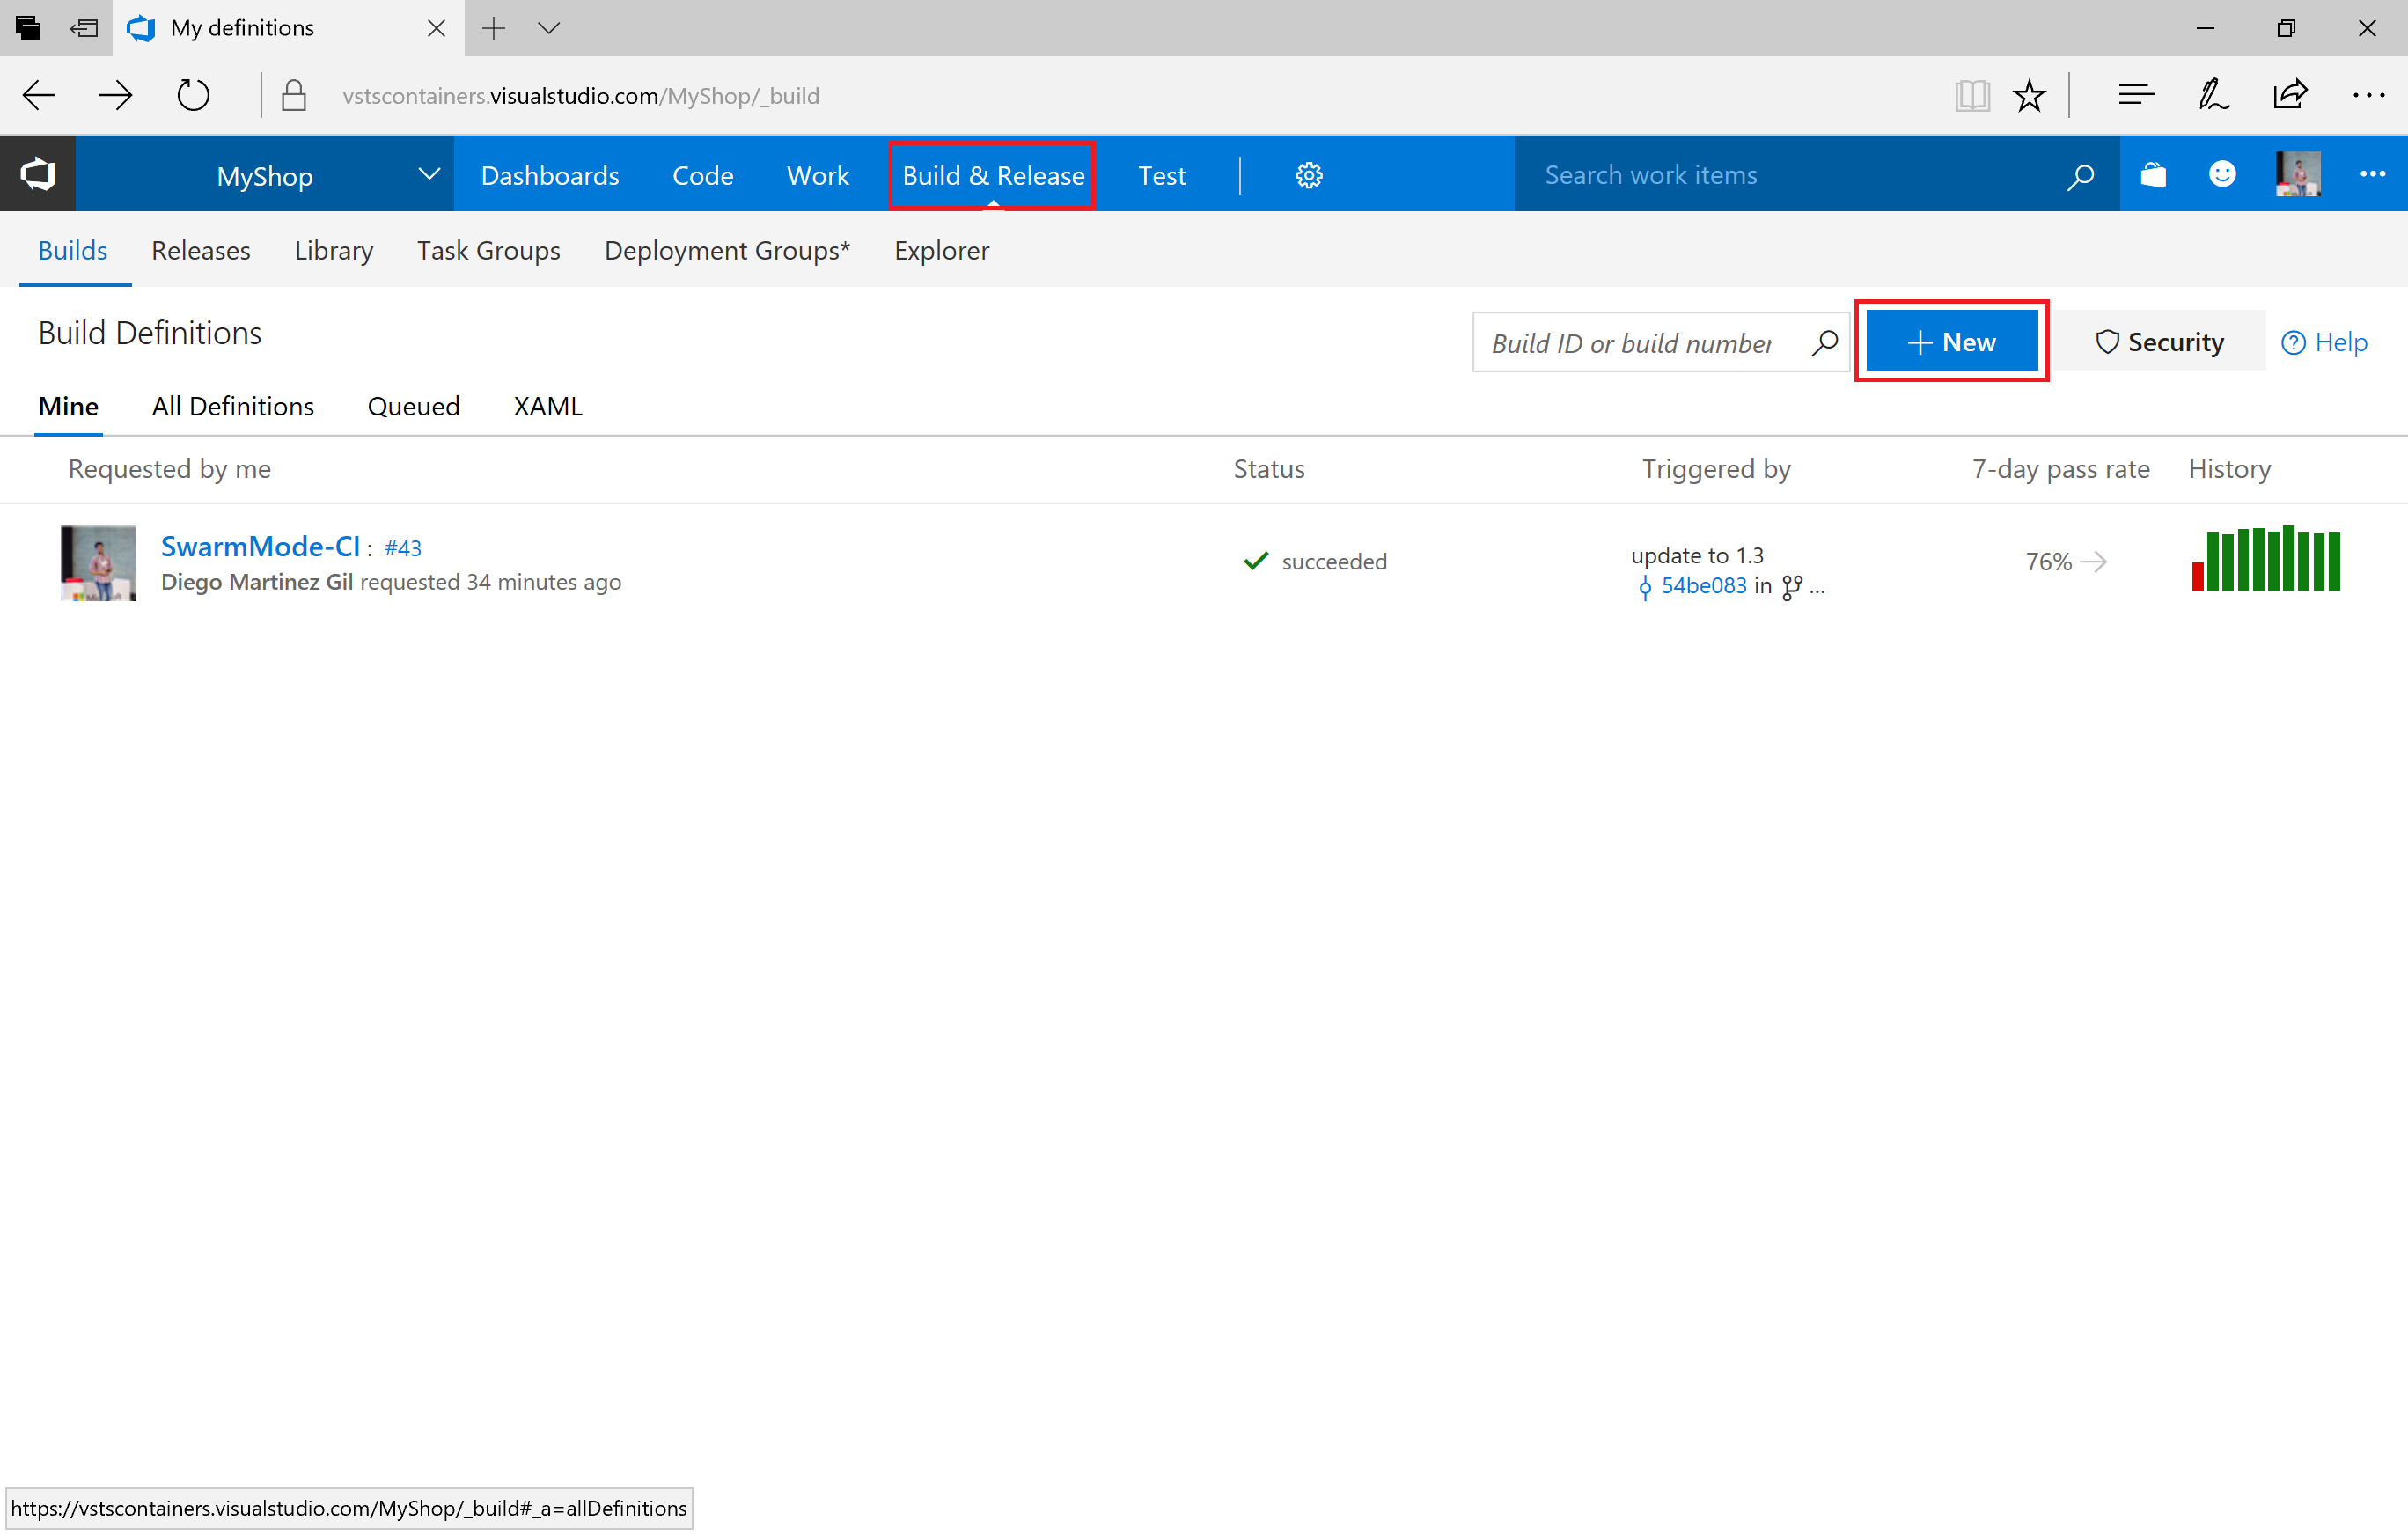 My definitions
vstscontainers.visualstudio.com/MyShop/_build
MyShop Dashboards Code Work Build & Release Test Search work items
Builds Releases Library Task Groups Deployment Groups* Explorer
Build Definitions Build ID or build number + New Security ? Help
Mine All Definitions Queued XAML
Requested by me Status Triggered by 7-day pass rate History
SwarmMode-CI : #43
Diego Martinez Gil requested 34 minutes ago
succeeded
update to 1.3
54be083 in ...
76%
https://vstscontainers.visualstudio.com/MyShop/_build#_a=allDefinitions